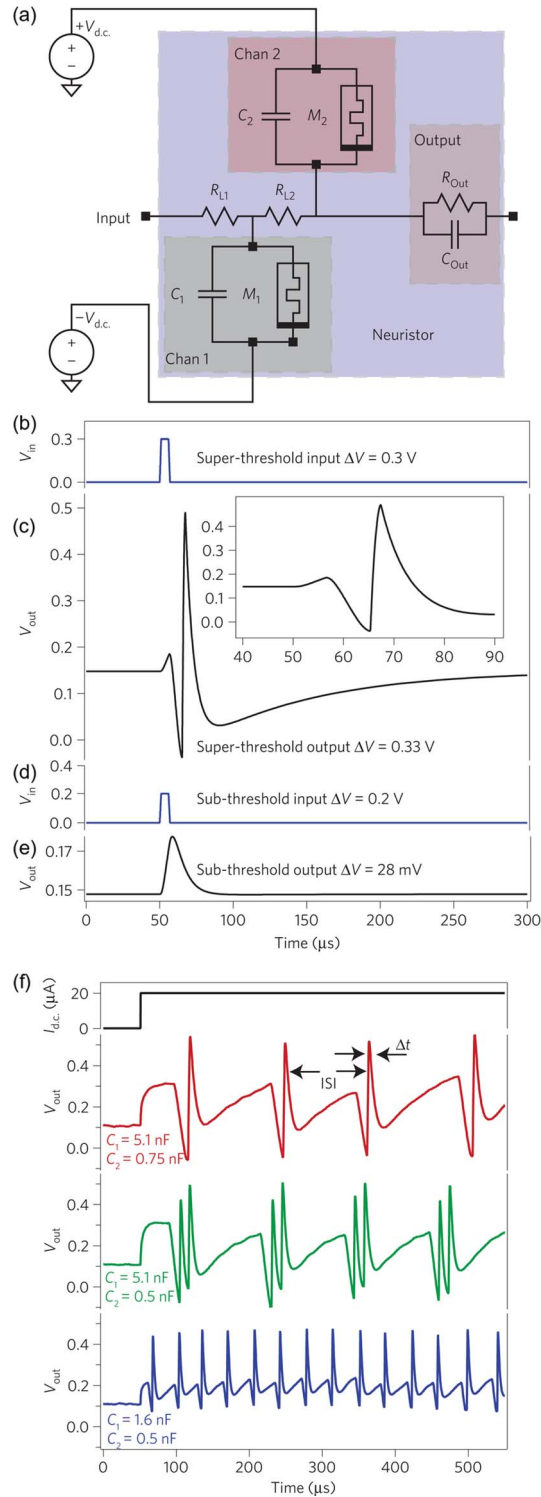 (a)
+V_d.c.
+
−
Chan 2
C_2
M_2
Output
R_Out
C_Out
R_L1
R_L2
Input
C_1
M_1
−V_d.c.
+
−
Neuristor
Chan 1
(b)
V_in
0.3
0.0
Super-threshold input ΔV = 0.3 V
(c)
V_out
0.5
0.4
0.3
0.2
0.1
0.0
0.4
0.3
0.2
0.1
0.0
40 50 60 70 80 90
Super-threshold output ΔV = 0.33 V
(d)
V_in
0.4
0.2
0.0
Sub-threshold input ΔV = 0.2 V
(e)
V_out
0.17
0.15
Sub-threshold output ΔV = 28 mV
0 50 100 150 200 250 300
Time (μs)
(f)
I_d.c. (μA)
20
0
V_out
0.4
0.2
0.0
ISI
Δt
C_1 = 5.1 nF
C_2 = 0.75 nF
V_out
0.4
0.2
0.0
C_1 = 5.1 nF
C_2 = 0.5 nF
V_out
0.4
0.2
0.0
C_1 = 1.6 nF
C_2 = 0.5 nF
0 100 200 300 400 500
Time (μs)